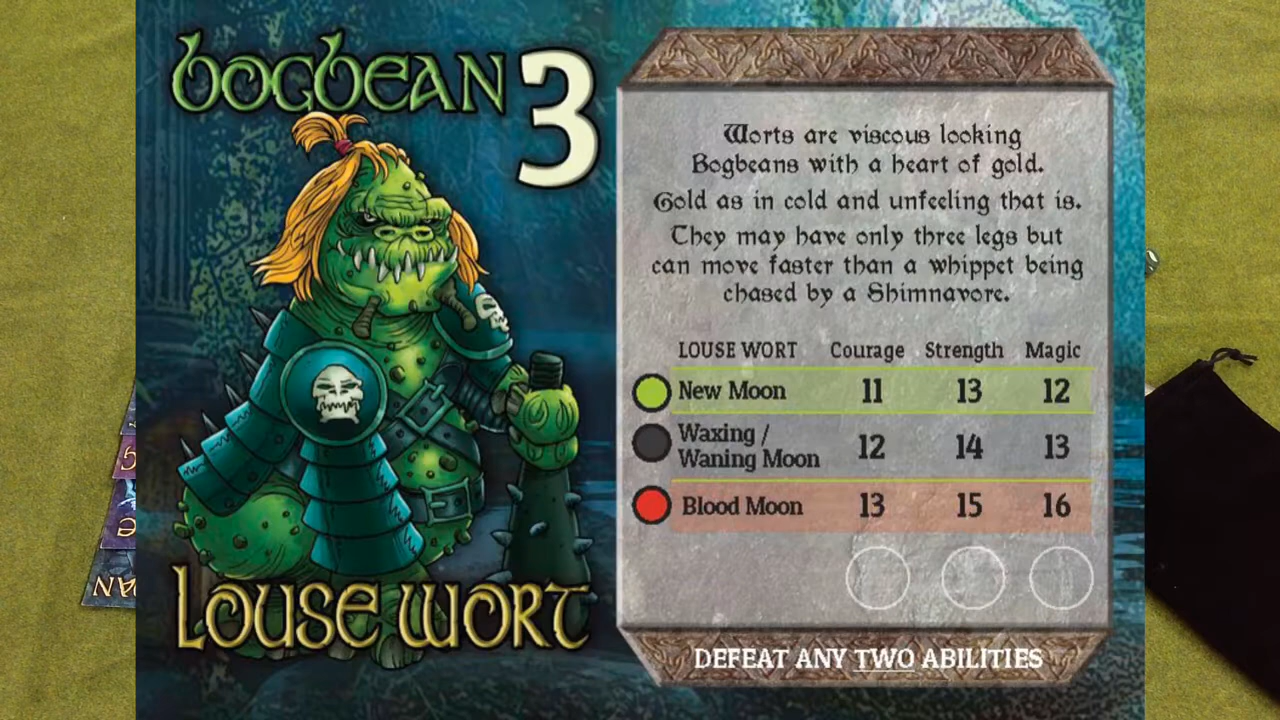 bogbean 3
Worts are viscous looking
Bogbeans with a heart of gold.
Gold as in cold and unfeeling that is.
They may have only three legs but
can move faster than a whippet being
chased by a Shimnavore.
LOUSE WORT Courage Strength Magic
New Moon 11 13 12
Waxing /
Waning Moon 12 14 13
Blood Moon 13 15 16
Louse Wort
DEFEAT ANY TWO ABILITIES